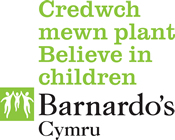 Credwch
mewn plant
Believe in
children
Barnardo's
Cymru